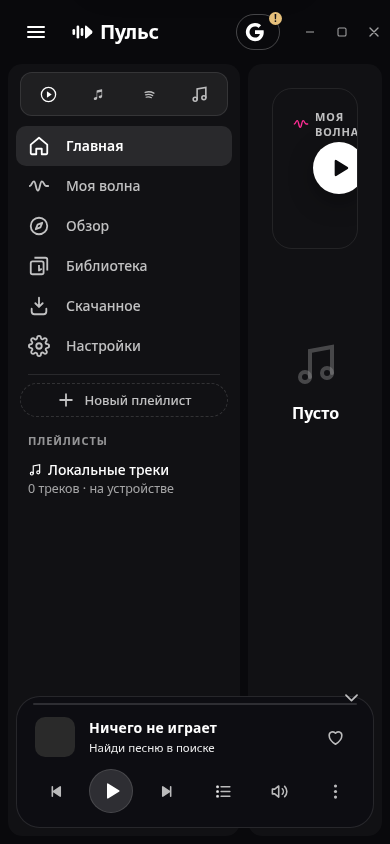 Пульс
G
!
Главная
Моя волна
Обзор
Библиотека
Скачанное
Настройки
Новый плейлист
ПЛЕЙЛИСТЫ
Локальные треки
0 треков · на устройстве
МОЯ
ВОЛНА
Пусто
Ничего не играет
Найди песню в поиске